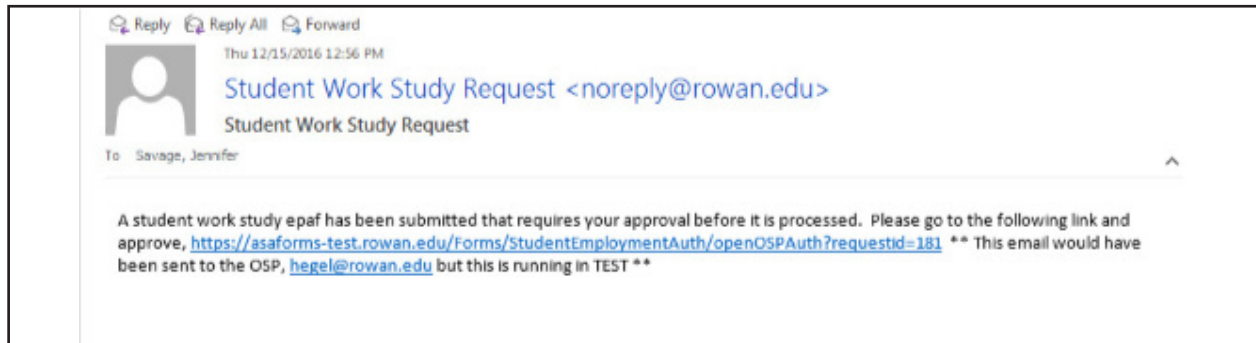 Reply Reply All Forward
Thu 12/15/2016 12:56 PM
Student Work Study Request <noreply@rowan.edu>
Student Work Study Request
To Savage, Jennifer
A student work study epaf has been submitted that requires your approval before it is processed. Please go to the following link and
approve, https://asaforms-test.rowan.edu/Forms/StudentEmploymentAuth/openOSPAuth?requestid=181 ** This email would have
been sent to the OSP, hegel@rowan.edu but this is running in TEST **